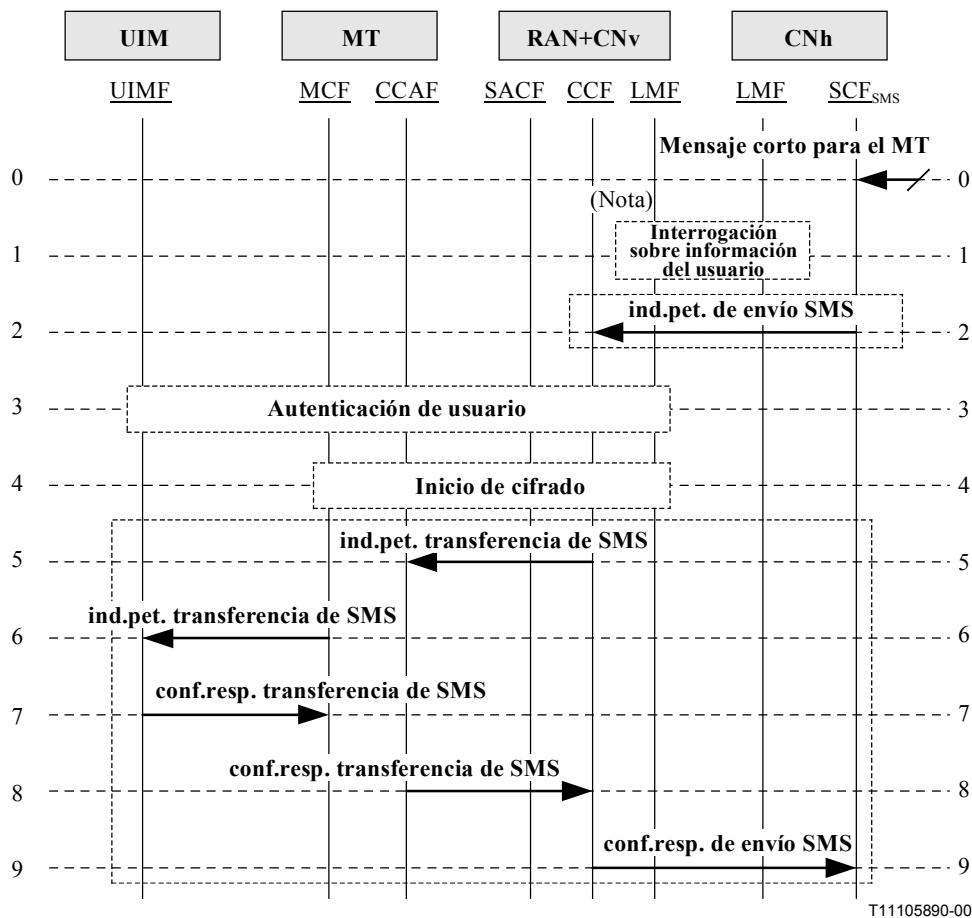 UIM MT RAN+CNv CNh
UIMF MCF CCAF SACF CCF LMF LMF SCFSMS
Mensaje corto para el MT
0 0
(Nota)
Interrogación
sobre información
del usuario
1 1
ind.pet. de envío SMS
2 2
3 Autenticación de usuario 3
4 Inicio de cifrado 4
ind.pet. transferencia de SMS
5 5
ind.pet. transferencia de SMS
6 6
conf.resp. transferencia de SMS
7 7
conf.resp. transferencia de SMS
8 8
conf.resp. de envío SMS
9 9
T11105890-00